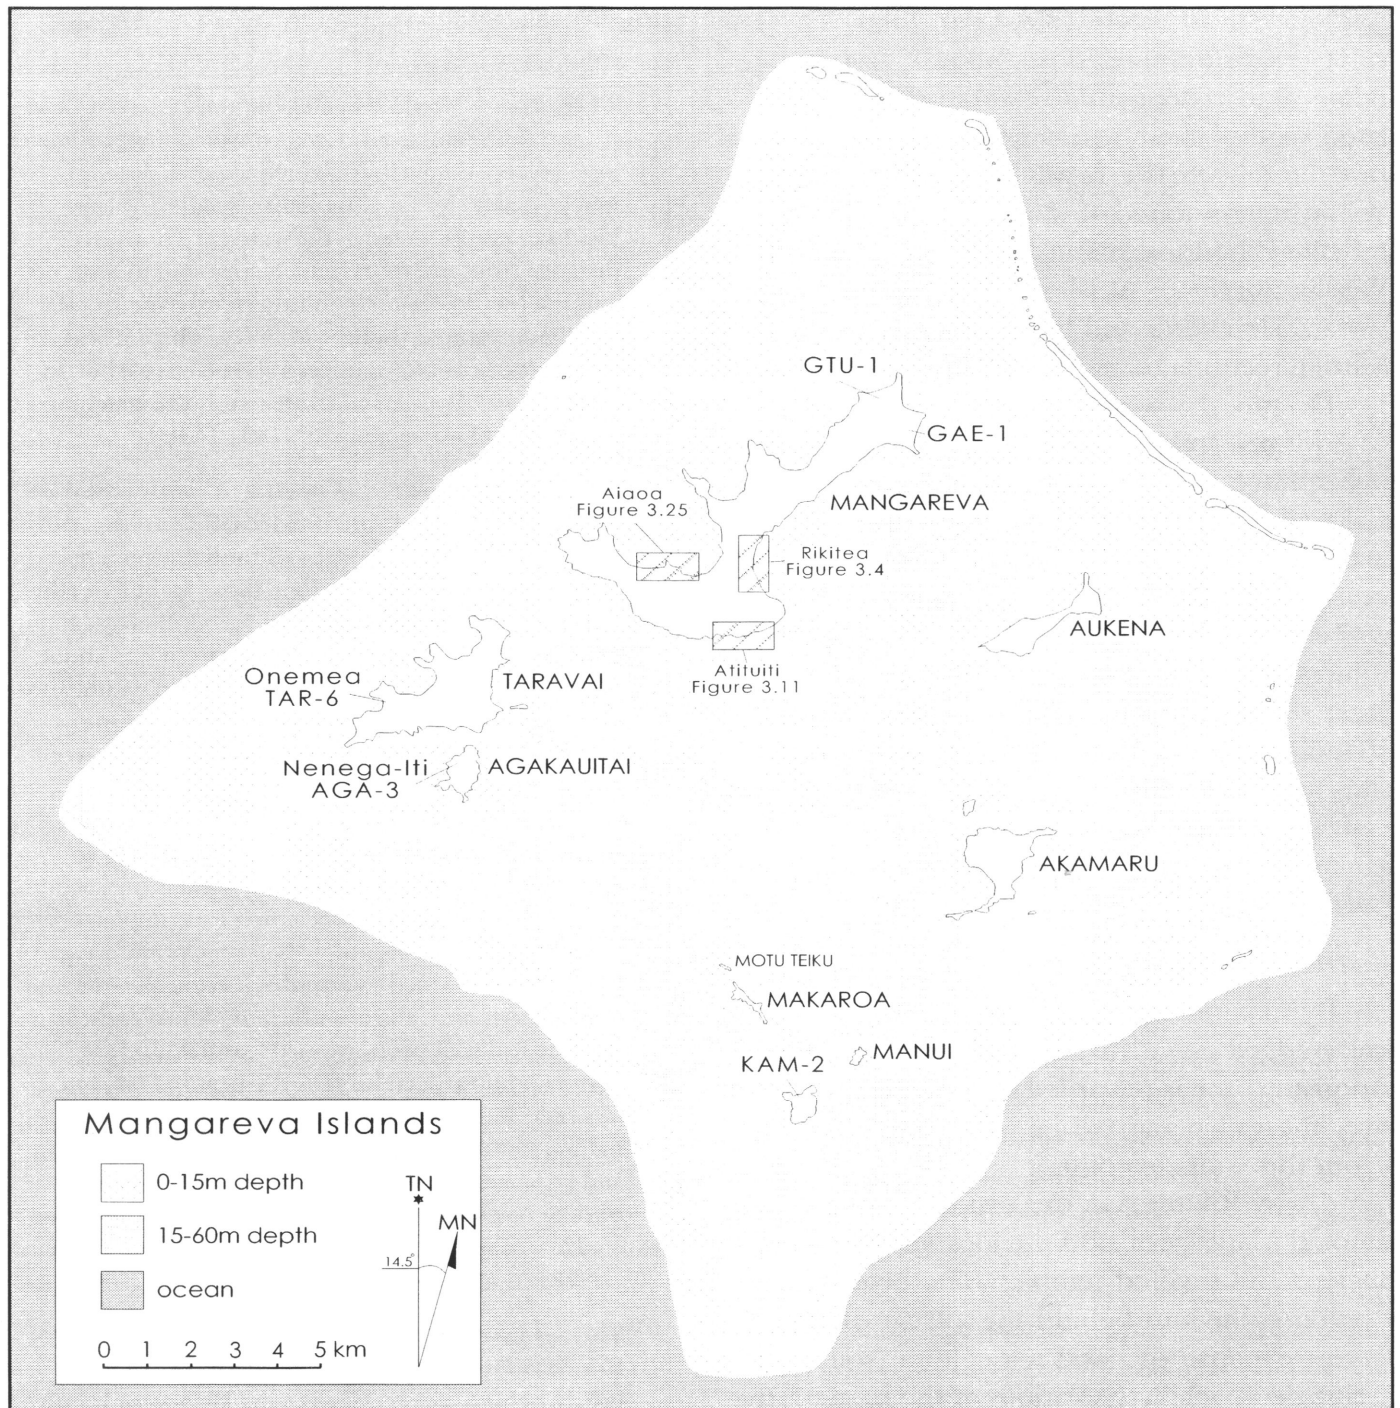 GTU-1
GAE-1
MANGAREVA
Aiaoa
Figure 3.25
Rikitea
Figure 3.4
AUKENA
Onemea
TAR-6
TARAVAI
Atituiti
Figure 3.11
Nenega-Iti
AGA-3
AGAKAUITAI
AKAMARU
MOTU TEIKU
MAKAROA
MANUI
KAM-2
Mangareva Islands
0-15m depth
15-60m depth
ocean
TN
MN
14.5°
0 1 2 3 4 5 km